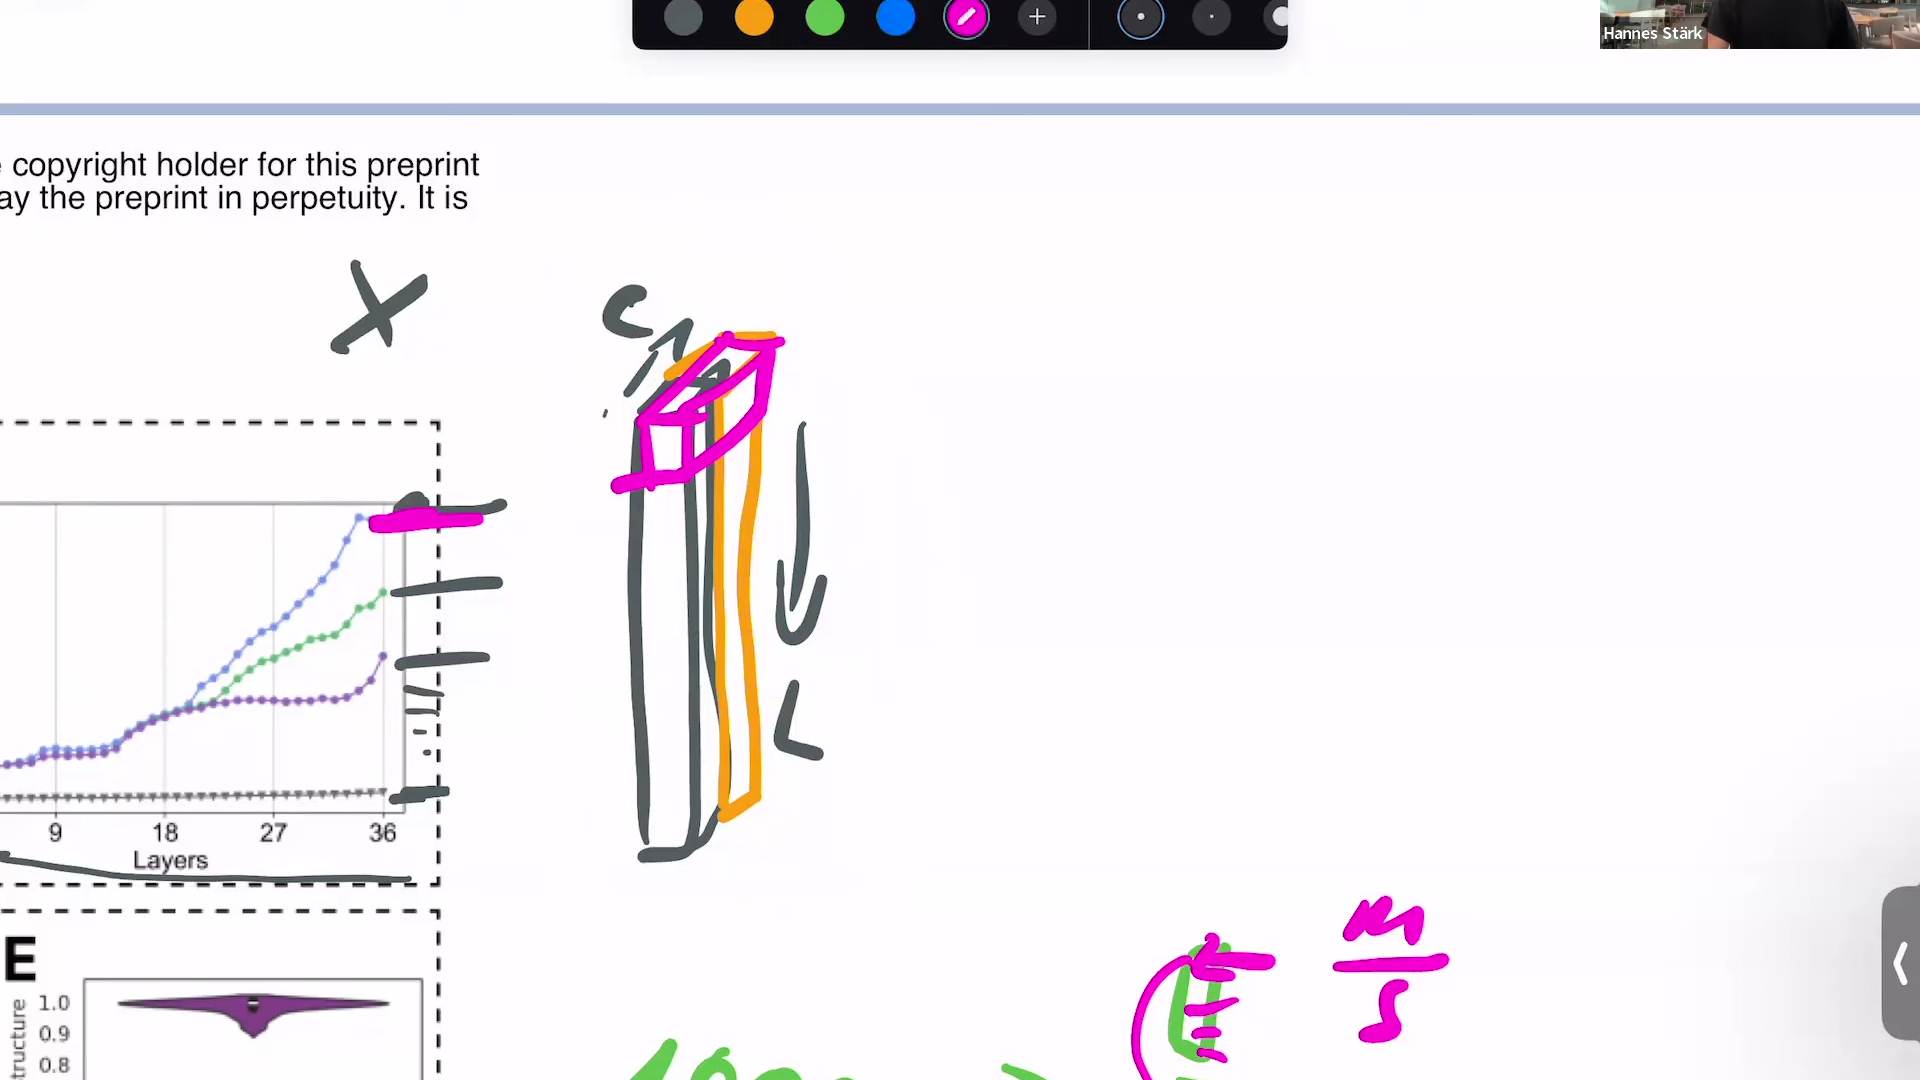 Hannes Stärk
copyright holder for this preprint
ay the preprint in perpetuity. It is
X
C
L
9 18 27 36
Layers
E
1.0
0.9
0.8
structure
m
s